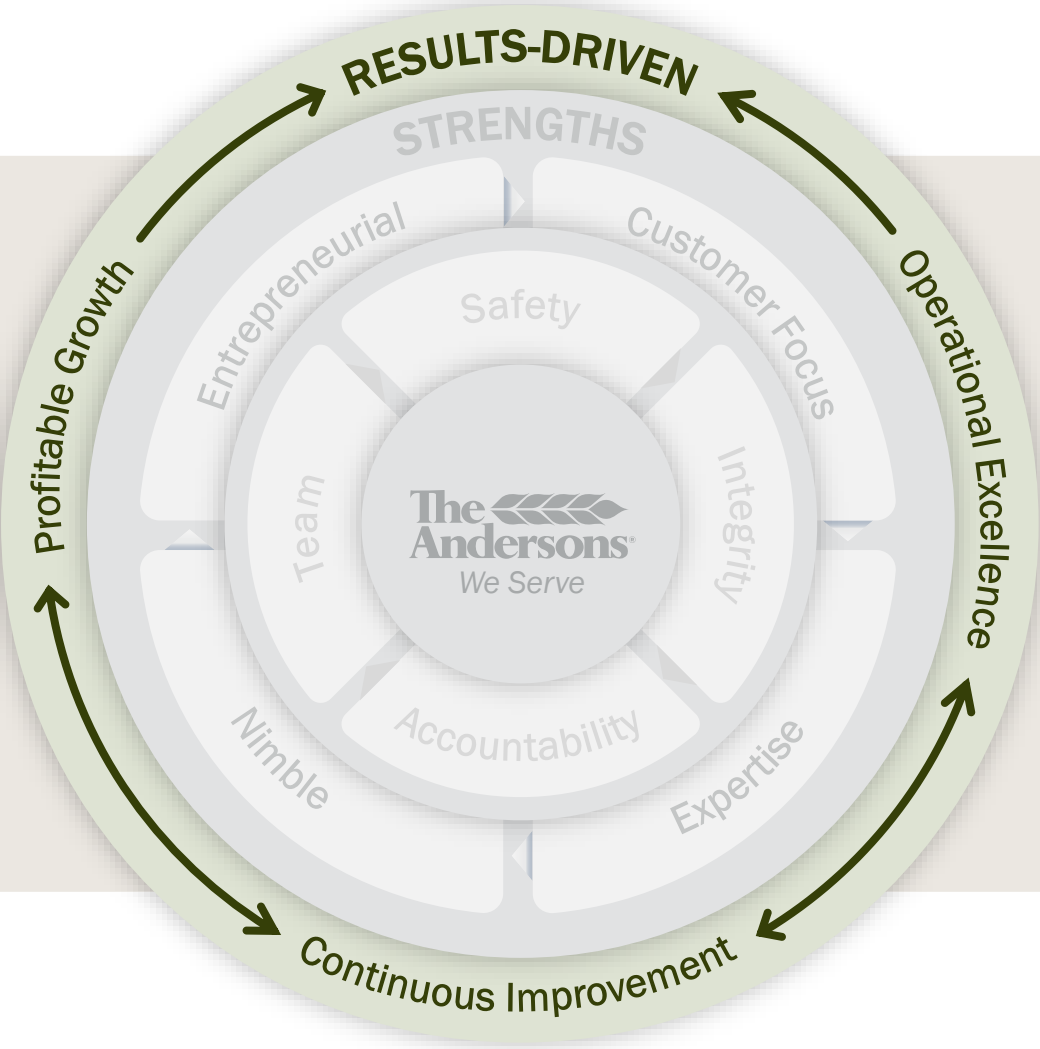 RESULTS-DRIVEN
Profitable Growth
Operational Excellence
Continuous Improvement
STRENGTHS
Entrepreneurial
Customer Focus
Nimble
Expertise
Safety
Team
Integrity
Accountability
The
Andersons®
We Serve